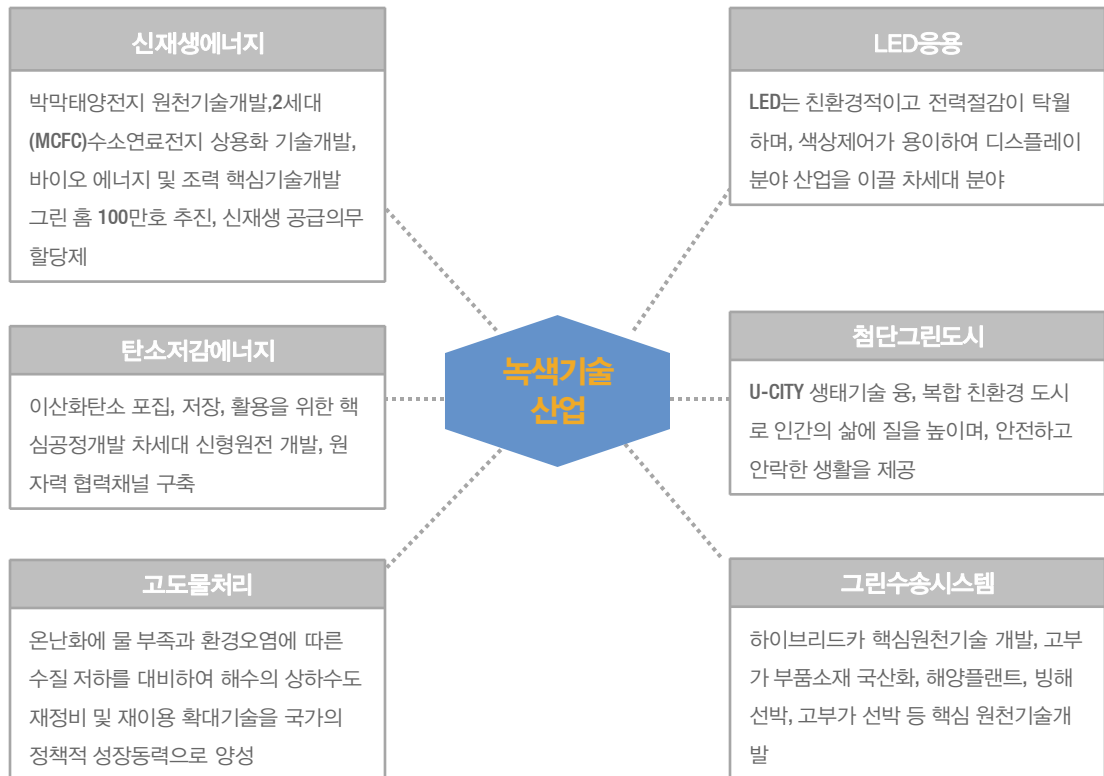 신재생에너지
박막태양전지 원천기술개발,2세대
(MCFC)수소연료전지 상용화 기술개발,
바이오 에너지 및 조력 핵심기술개발
그린 홈 100만호 추진, 신재생 공급의무
할당제
LED응용
LED는 친환경적이고 전력절감이 탁월
하며, 색상제어가 용이하여 디스플레이
분야 산업을 이끌 차세대 분야
탄소저감에너지
이산화탄소 포집, 저장, 활용을 위한 핵
심공정개발 차세대 신형원전 개발, 원
자력 협력채널 구축
녹색기술
산업
첨단그린도시
U-CITY 생태기술 융, 복합 친환경 도시
로 인간의 삶에 질을 높이며, 안전하고
안락한 생활을 제공
고도물처리
온난화에 물 부족과 환경오염에 따른
수질 저하를 대비하여 해수의 상하수도
재정비 및 재이용 확대기술을 국가의
정책적 성장동력으로 양성
그린수송시스템
하이브리드카 핵심원천기술 개발, 고부
가 부품소재 국산화, 해양플랜트, 빙해
선박, 고부가 선박 등 핵심 원천기술개
발